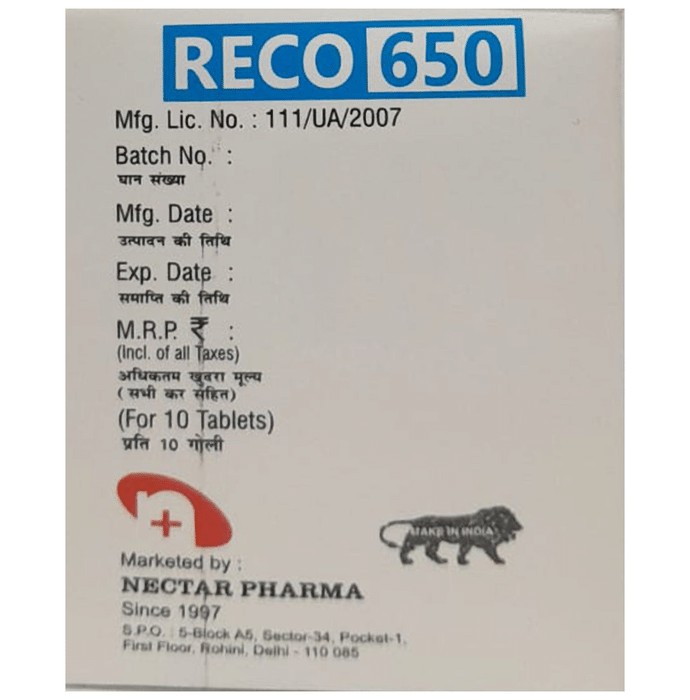 RECO 650
Mfg. Lic. No. : 111/UA/2007
Batch No. :
घान संख्या
Mfg. Date :
उत्पादन की तिथि
Exp. Date :
समाप्ति की तिथि
M.R.P. ₹ :
(Incl. of all Taxes)
अधिकतम खुदरा मूल्य
( सभी कर सहित)
(For 10 Tablets)
प्रति 10 गोली
n+
MAKE IN INDIA
Marketed by :
NECTAR PHARMA
Since 1997
S.P.O. : 5-Block A5, Sector-34, Pocket-1,
First Floor, Rohini, Delhi - 110 085